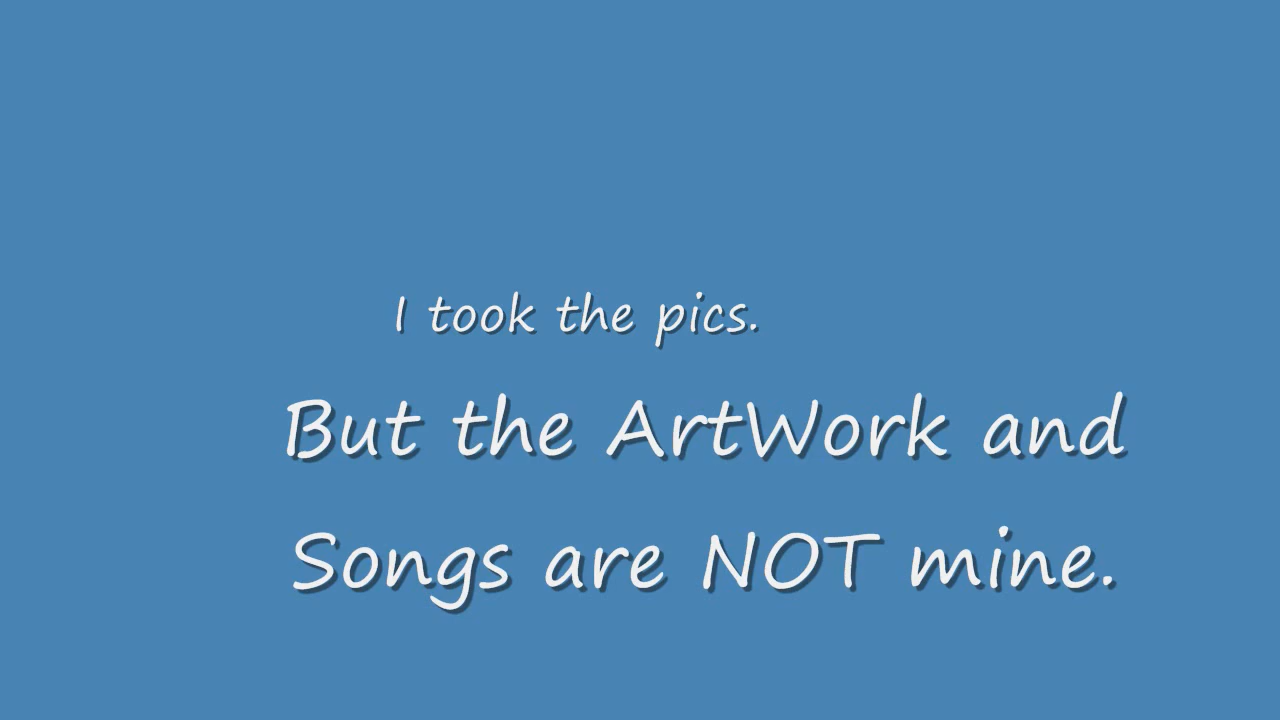 I took the pics.
But the ArtWork and
Songs are NOT mine.